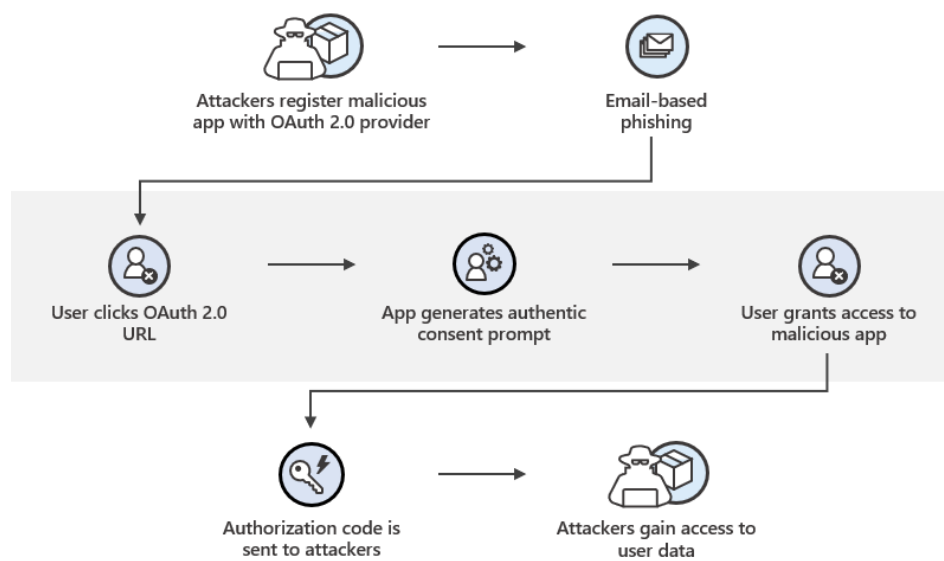 Attackers register malicious
app with OAuth 2.0 provider
Email-based
phishing
User clicks OAuth 2.0
URL
App generates authentic
consent prompt
User grants access to
malicious app
Authorization code is
sent to attackers
Attackers gain access to
user data